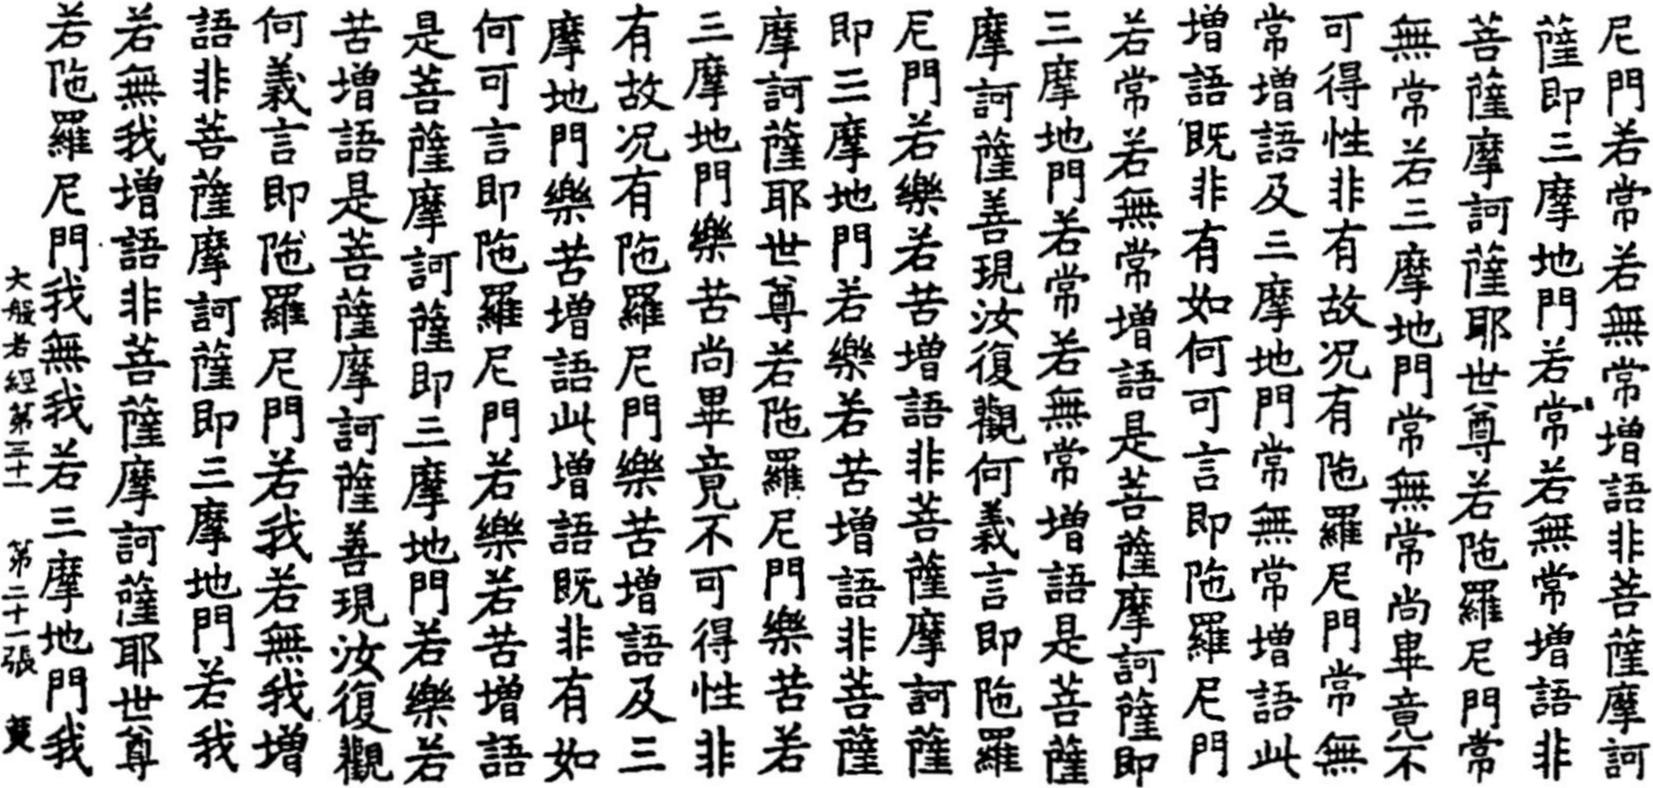 尼門若常若無常增語非菩薩摩訶
薩即三摩地門若常若無常增語非
菩薩摩訶薩耶世尊若陁羅尼門常
無常若三摩地門常無常尚畢竟不
可得性非有故况有陁羅尼門常無
常增語及三摩地門常無常增語此
增語既非有如何可言即陁羅尼門
若常若無常增語是菩薩摩訶薩即
三摩地門若常若無常增語是菩薩
摩訶薩善現汝復觀何義言即陁羅
尼門若樂若苦增語非菩薩摩訶薩
即三摩地門若樂若苦增語非菩薩
摩訶薩耶世尊若陁羅尼門樂苦若
三摩地門樂苦尚畢竟不可得性非
有故况有陁羅尼門樂苦增語及三
摩地門樂苦增語此增語既非有如
何可言即陁羅尼門若樂若苦增語
是菩薩摩訶薩即三摩地門若樂若
苦增語是菩薩摩訶薩善現汝復觀
何義言即陁羅尼門若我若無我增
語非菩薩摩訶薩即三摩地門若我
若無我增語非菩薩摩訶薩耶世尊
若陁羅尼門我無我若三摩地門我
大般若經第三十一 第二十一張